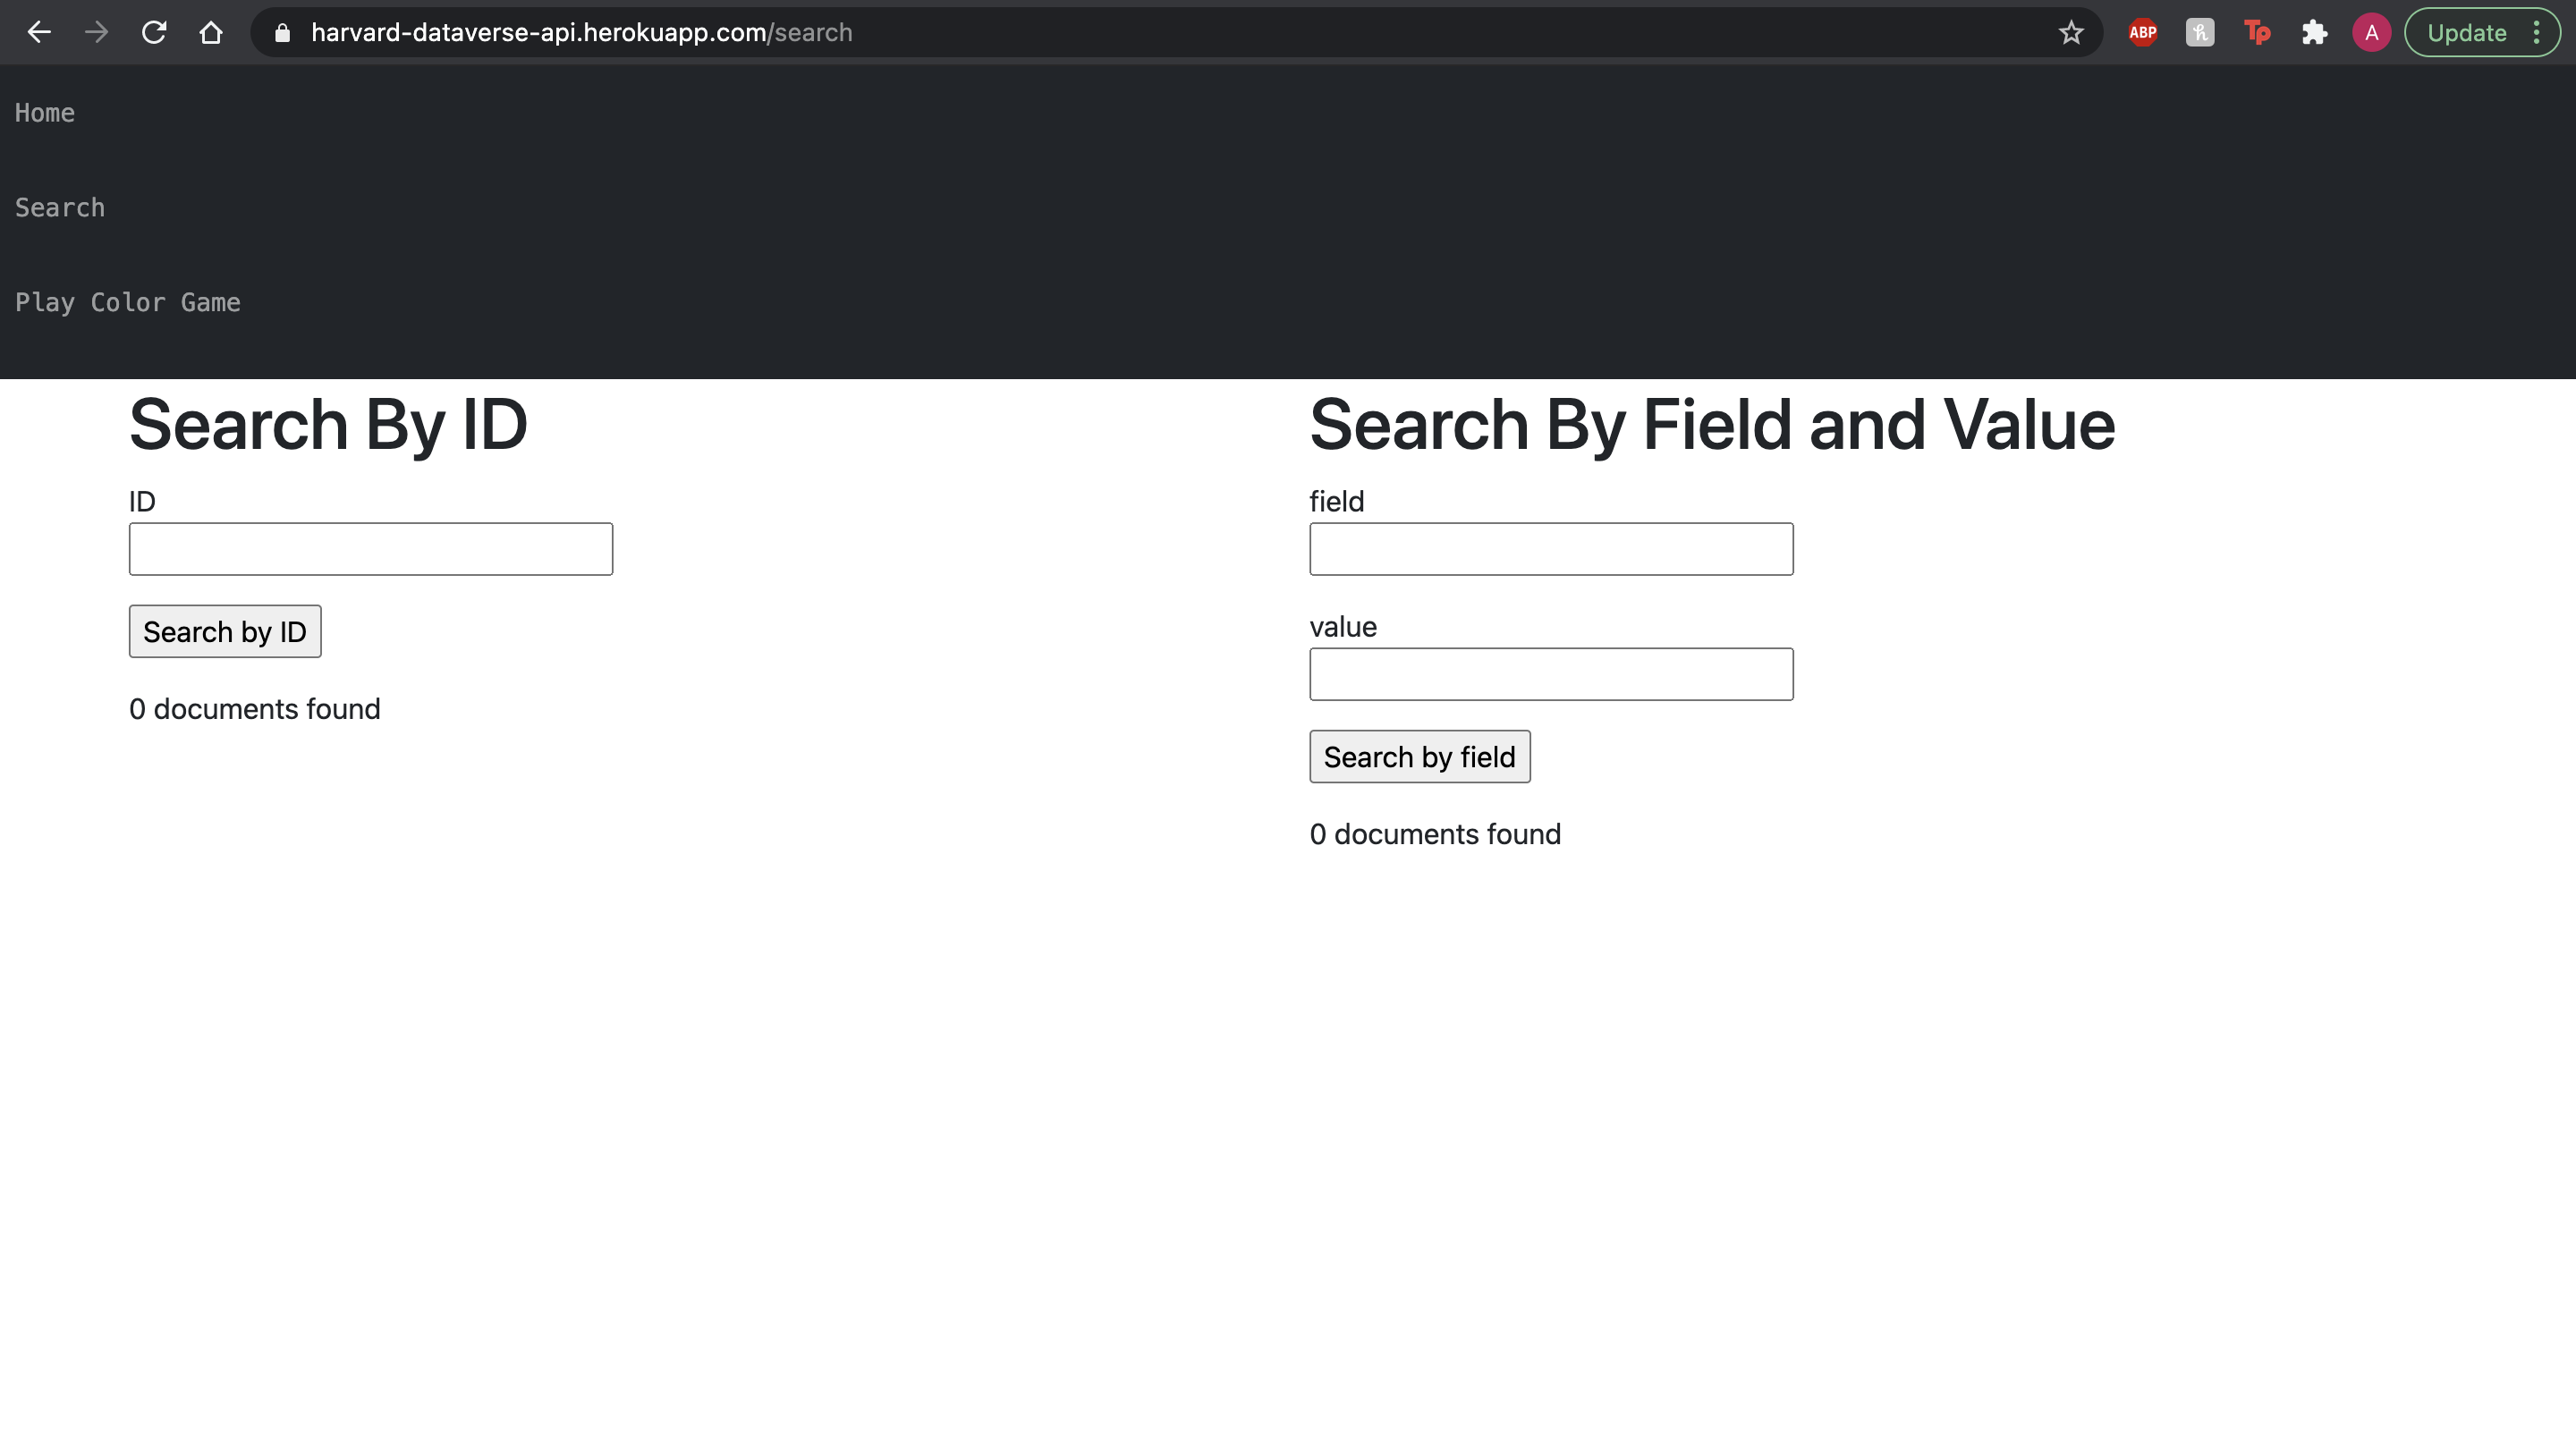 harvard-dataverse-api.herokuapp.com/search
ABP
h
Tp
A
Update
Home
Search
Play Color Game
Search By ID
ID
Search by ID
0 documents found
Search By Field and Value
field
value
Search by field
0 documents found